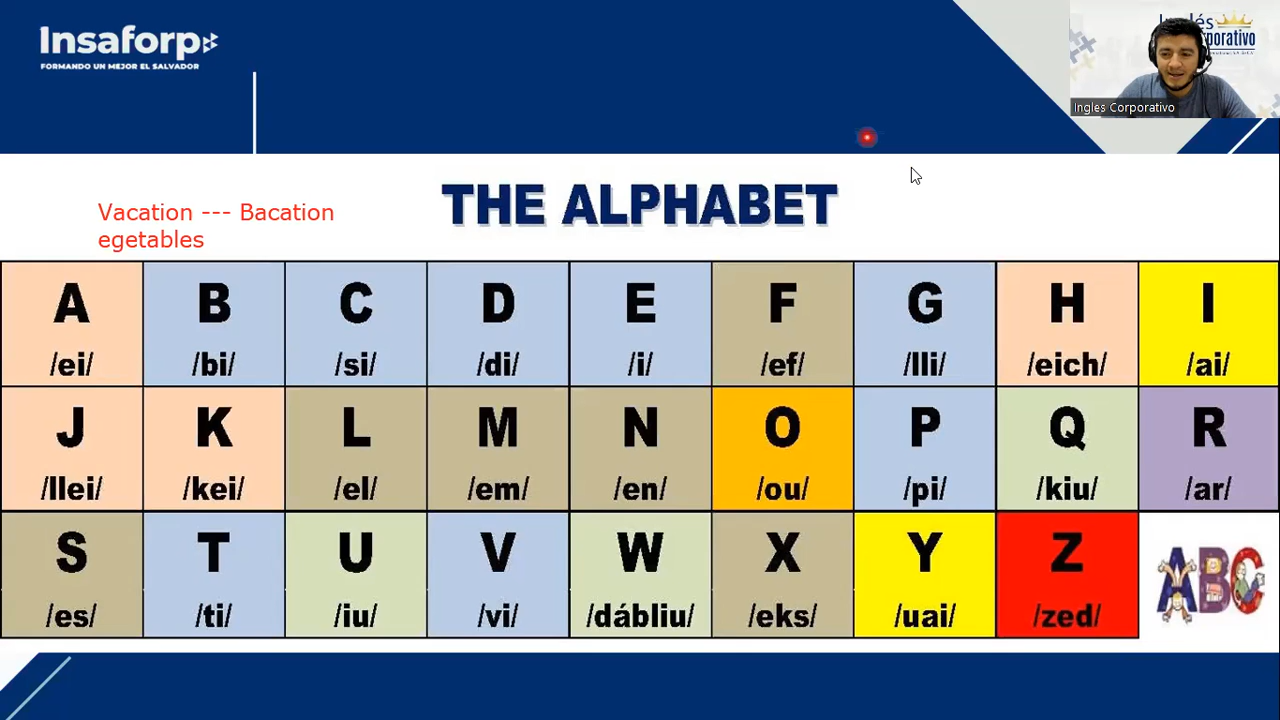 Insaforp
FORMANDO UN MEJOR EL SALVADOR
Inglés
Corporativo
Ingles Corporativo
THE ALPHABET
Vacation --- Bacation
egetables
A B C D E F G H I
/ei/ /bi/ /si/ /di/ /i/ /ef/ /lli/ /eich/ /ai/
J K L M N O P Q R
/llei/ /kei/ /el/ /em/ /en/ /ou/ /pi/ /kiu/ /ar/
S T U V W X Y Z ABC
/es/ /ti/ /iu/ /vi/ /dábliu/ /eks/ /uai/ /zed/